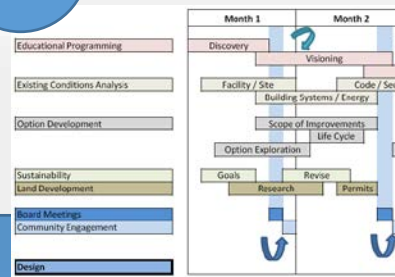 Month 1 Month 2
Educational Programming Discovery
Visioning
Existing Conditions Analysis Facility / Site
Building Systems / Energy
Option Development Scope of Improvements
Life Cycle
Option Exploration
Sustainability Goals Revise
Land Development Research Permits
Board Meetings
Community Engagement
Design